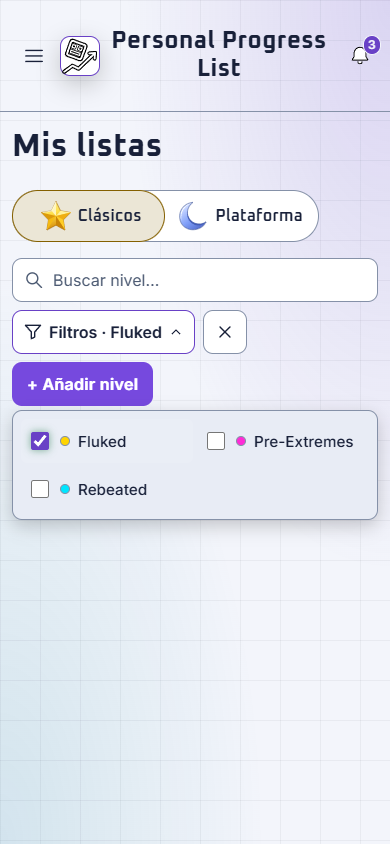 Personal Progress
List
3
Mis listas
Clásicos
Plataforma
Buscar nivel...
Filtros · Fluked
+ Añadir nivel
Fluked
Pre-Extremes
Rebeated